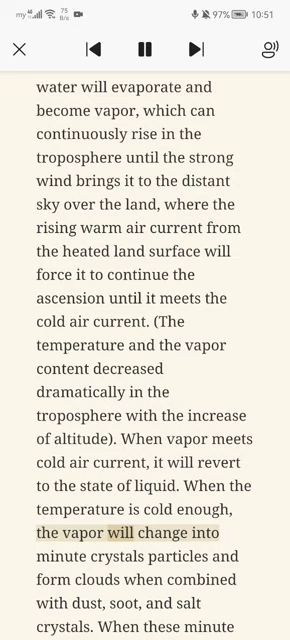 my 4G 75 B/s 97% 10:51
water will evaporate and
become vapor, which can
continuously rise in the
troposphere until the strong
wind brings it to the distant
sky over the land, where the
rising warm air current from
the heated land surface will
force it to continue the
ascension until it meets the
cold air current. (The
temperature and the vapor
content decreased
dramatically in the
troposphere with the increase
of altitude). When vapor meets
cold air current, it will revert
to the state of liquid. When the
temperature is cold enough,
the vapor will change into
minute crystals particles and
form clouds when combined
with dust, soot, and salt
crystals. When these minute